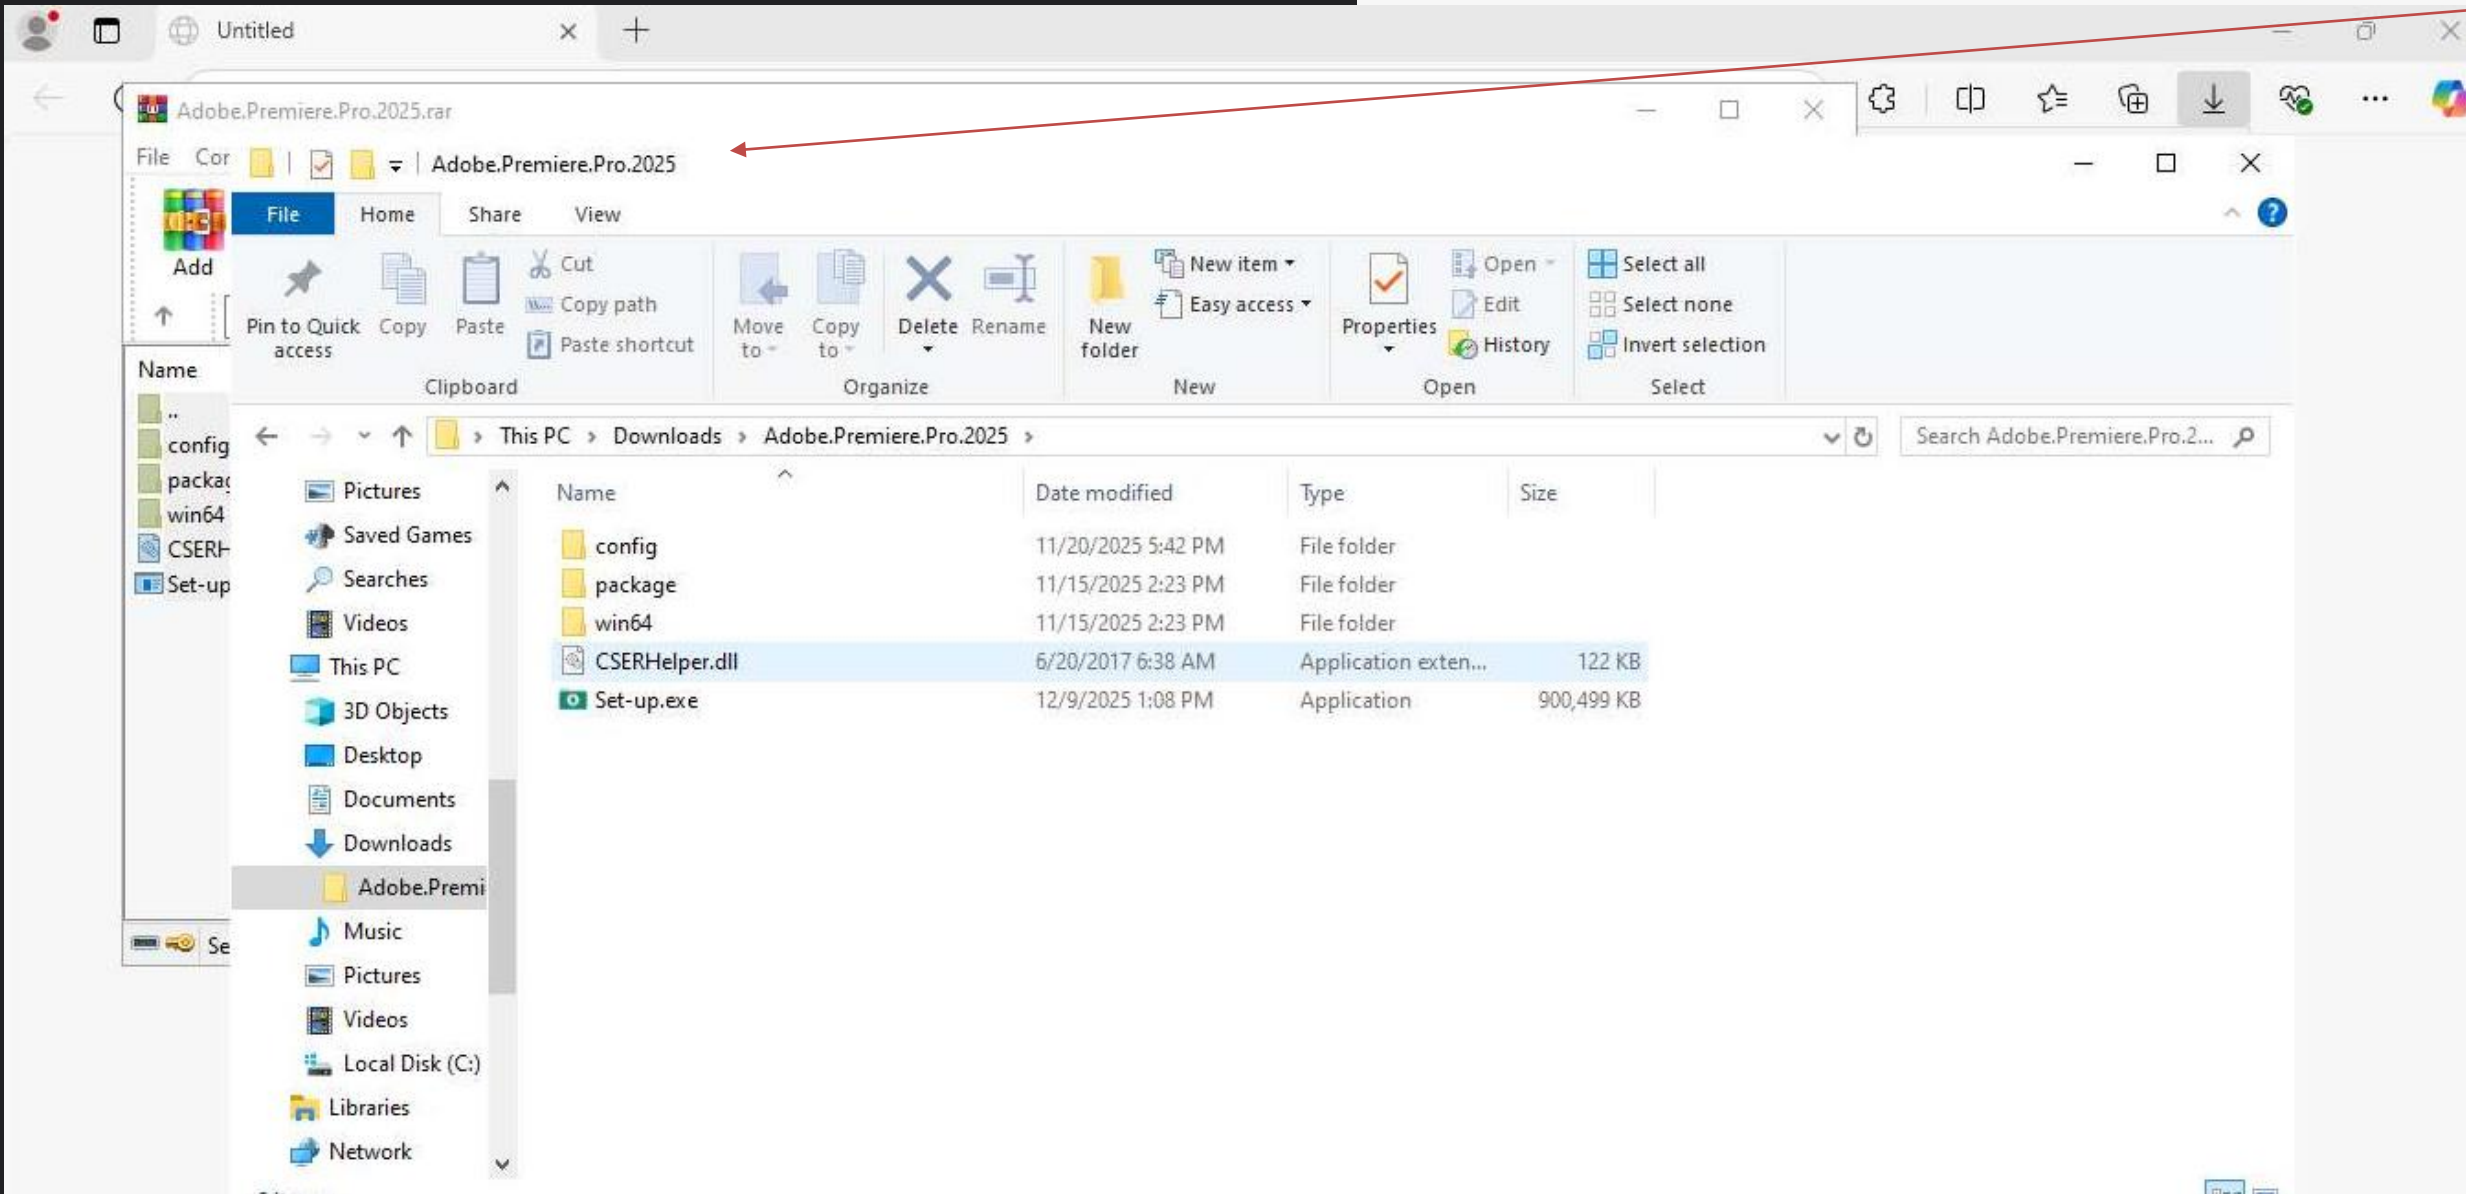 Untitled
Adobe.Premiere.Pro.2025.rar
File
Adobe.Premiere.Pro.2025
File Home Share View
Add
Pin to Quick access
Copy
Paste
Cut
Copy path
Paste shortcut
Move to
Copy to
Delete
Rename
New folder
New item
Easy access
Properties
Open
Edit
History
Select all
Select none
Invert selection
Clipboard Organize New Open Select
This PC > Downloads > Adobe.Premiere.Pro.2025 >
Search Adobe.Premiere.Pro.2...
Name
..
config
win64
Set-up
Pictures
Saved Games
Searches
Videos
This PC
3D Objects
Desktop
Documents
Downloads
Adobe.Premi
Music
Pictures
Videos
Local Disk (C:)
Libraries
Network
Name Date modified Type Size
config 11/20/2025 5:42 PM File folder
package 11/15/2025 2:23 PM File folder
win64 11/15/2025 2:23 PM File folder
CSERHelper.dll 6/20/2017 6:38 AM Application exten... 122 KB
Set-up.exe 12/9/2025 1:08 PM Application 900,499 KB